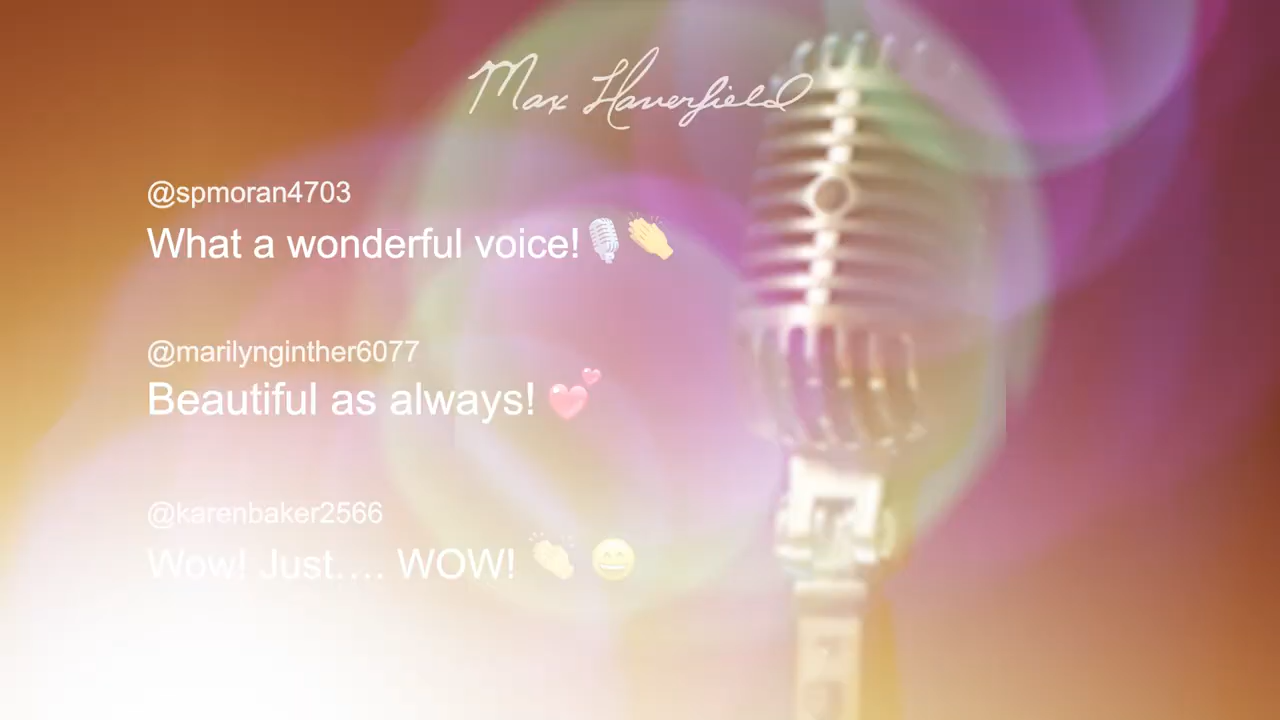 Max Haverfield
@spmoran4703
What a wonderful voice!🎙️👏
@marilynginther6077
Beautiful as always! 💕
@karenbaker2566
Wow! Just.... WOW! 👏 😄